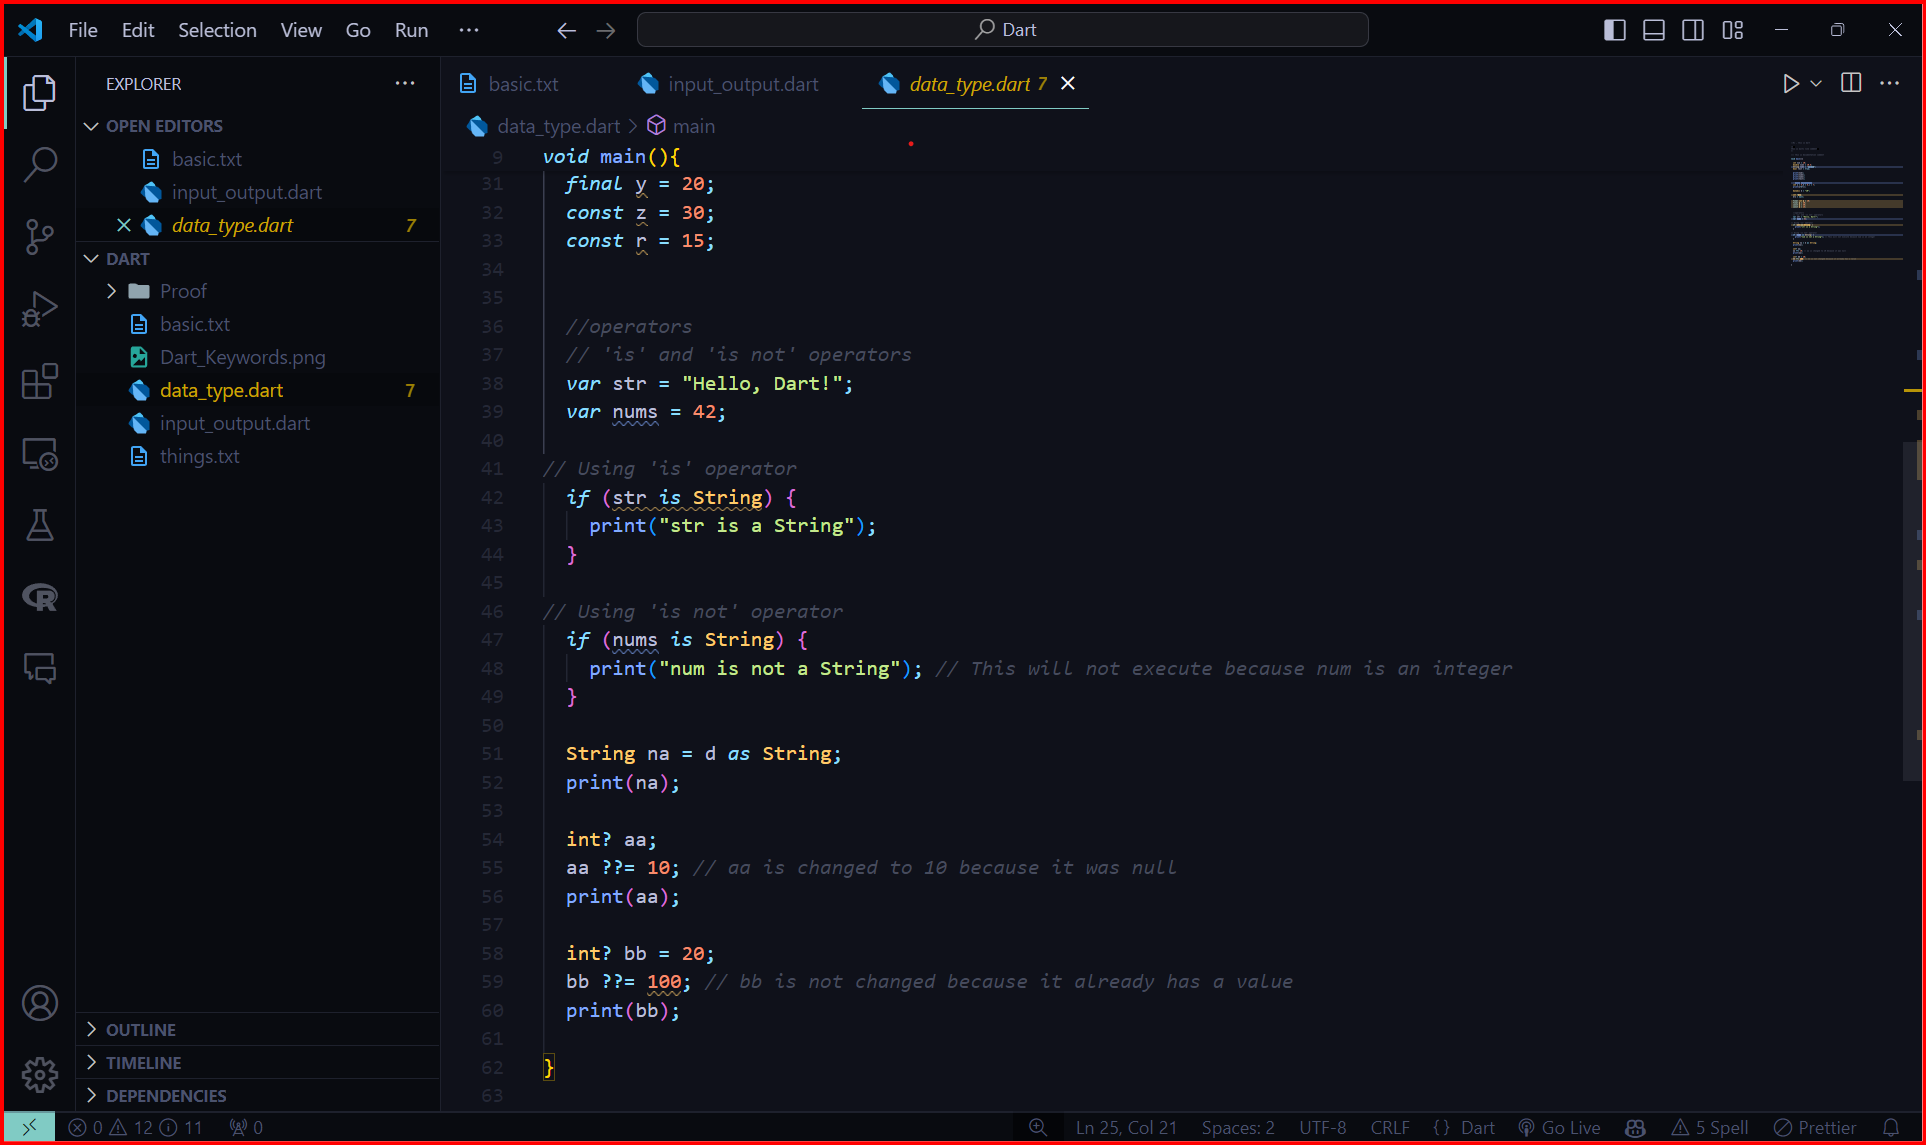 File Edit Selection View Go Run ···
Dart
EXPLORER ···
OPEN EDITORS
basic.txt
input_output.dart
data_type.dart 7
DART
Proof
basic.txt
Dart_Keywords.png
data_type.dart 7
input_output.dart
things.txt
OUTLINE
TIMELINE
DEPENDENCIES
basic.txt input_output.dart data_type.dart 7
data_type.dart > main
9 void main(){
31 final y = 20;
32 const z = 30;
33 const r = 15;
34
35
36 //operators
37 // 'is' and 'is not' operators
38 var str = "Hello, Dart!";
39 var nums = 42;
40
41 // Using 'is' operator
42 if (str is String) {
43 print("str is a String");
44 }
45
46 // Using 'is not' operator
47 if (nums is String) {
48 print("num is not a String"); // This will not execute because num is an integer
49 }
50
51 String na = d as String;
52 print(na);
53
54 int? aa;
55 aa ??= 10; // aa is changed to 10 because it was null
56 print(aa);
57
58 int? bb = 20;
59 bb ??= 100; // bb is not changed because it already has a value
60 print(bb);
61
62 }
63
0 12 11 0 Ln 25, Col 21 Spaces: 2 UTF-8 CRLF {} Dart Go Live 5 Spell Prettier